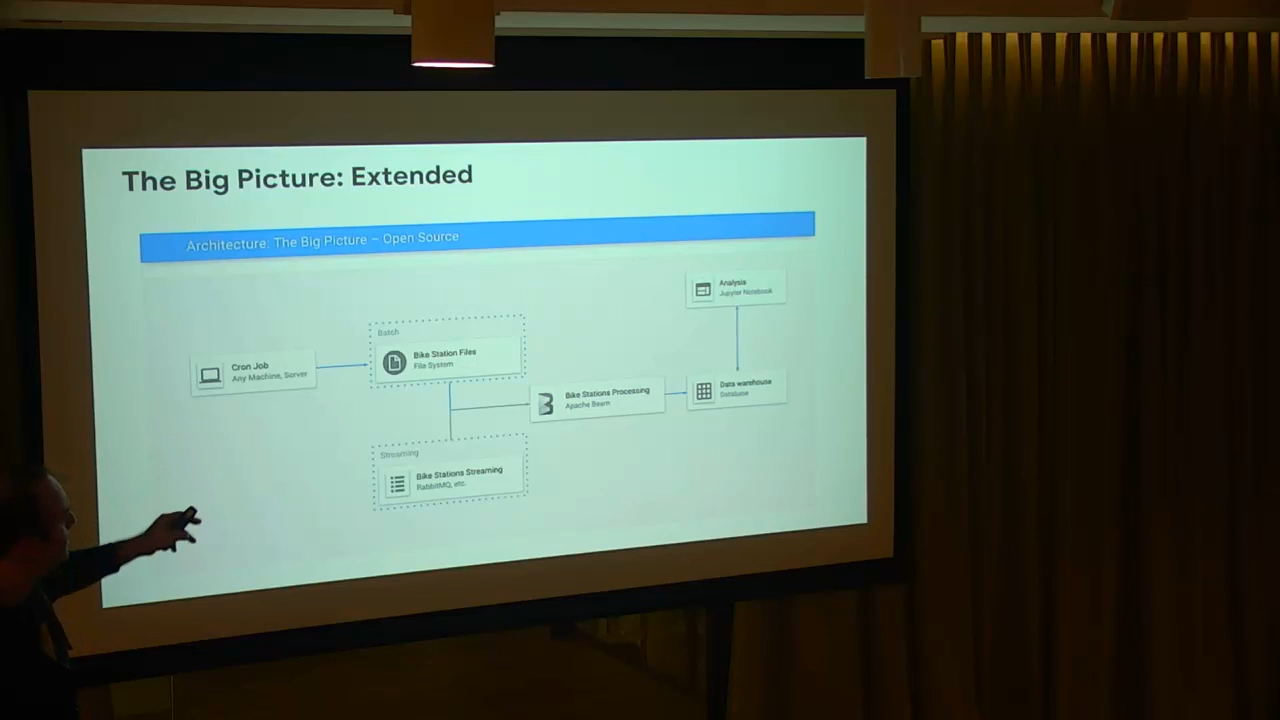 The Big Picture: Extended
Architecture: The Big Picture – Open Source
Analysis
Jupyter Notebook
Batch
Bike Station Files
File System
Cron Job
Any Machine, Server
Bike Stations Processing
Apache Beam
Data warehouse
Database
Streaming
Bike Stations Streaming
RabbitMQ, etc.